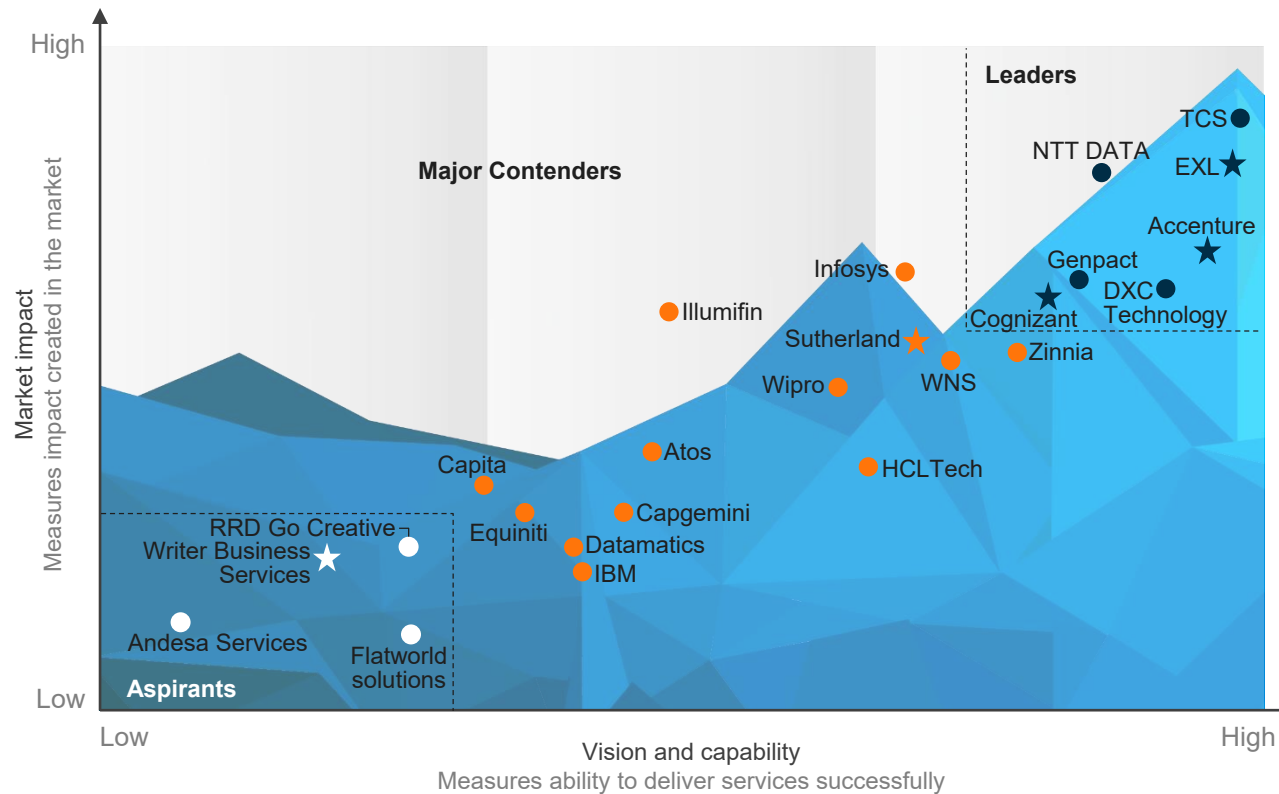 High
Leaders
TCS
NTT DATA
EXL
Major Contenders
Accenture
Genpact
Infosys
DXC
Technology
Cognizant
Illumifin
Sutherland
Zinnia
WNS
Wipro
Market impact
Measures impact created in the market
Atos
Capita
HCLTech
Capgemini
RRD Go Creative
Equiniti
Writer Business
Services
Datamatics
IBM
Andesa Services
Flatworld
solutions
Aspirants
Low
Low
High
Vision and capability
Measures ability to deliver services successfully